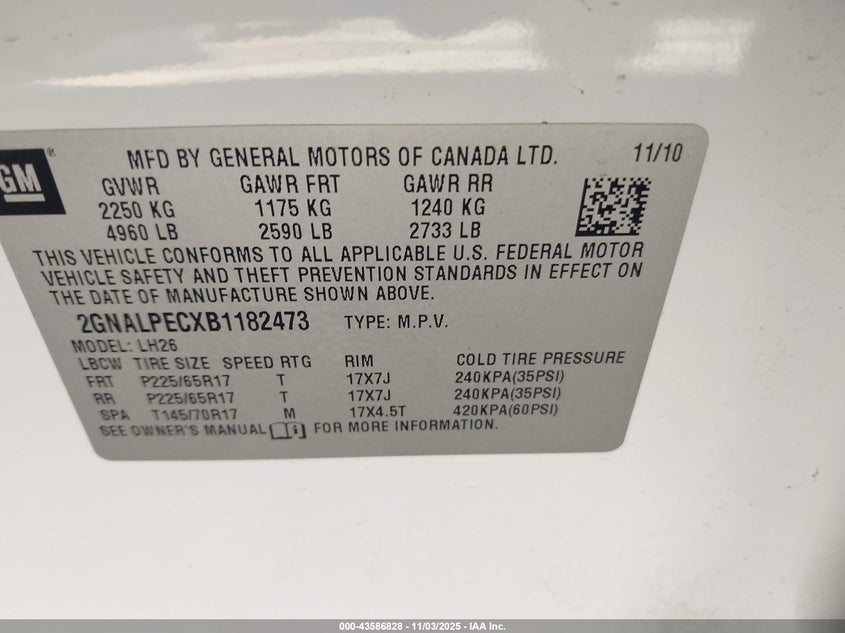 GM®
MFD BY GENERAL MOTORS OF CANADA LTD. 11/10
GVWR GAWR FRT GAWR RR
2250 KG 1175 KG 1240 KG
4960 LB 2590 LB 2733 LB
THIS VEHICLE CONFORMS TO ALL APPLICABLE U.S. FEDERAL MOTOR
VEHICLE SAFETY AND THEFT PREVENTION STANDARDS IN EFFECT ON
THE DATE OF MANUFACTURE SHOWN ABOVE.
2GNALPECXB1182473 TYPE: M.P.V.
MODEL: LH26
LBCW TIRE SIZE SPEED RTG RIM COLD TIRE PRESSURE
FRT P225/65R17 T 17X7J 240KPA(35PSI)
RR P225/65R17 T 17X7J 240KPA(35PSI)
SPA T145/70R17 M 17X4.5T 420KPA(60PSI)
SEE OWNER'S MANUAL FOR MORE INFORMATION.
000-43586828 - 11/03/2025 - IAA Inc.